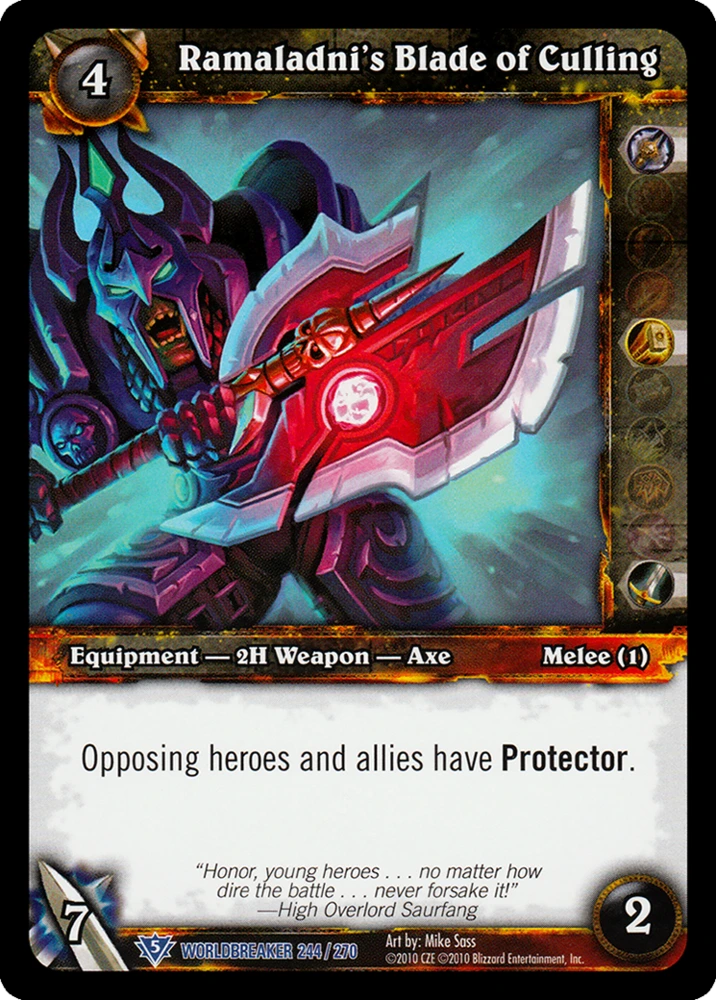 4
Ramaladni's Blade of Culling
Equipment — 2H Weapon — Axe
Melee (1)
Opposing heroes and allies have Protector.
“Honor, young heroes . . . no matter how
dire the battle . . . never forsake it!”
—High Overlord Saurfang
7
5
WORLDBREAKER 244/270
Art by: Mike Sass
©2010 CZE ©2010 Blizzard Entertainment, Inc.
2